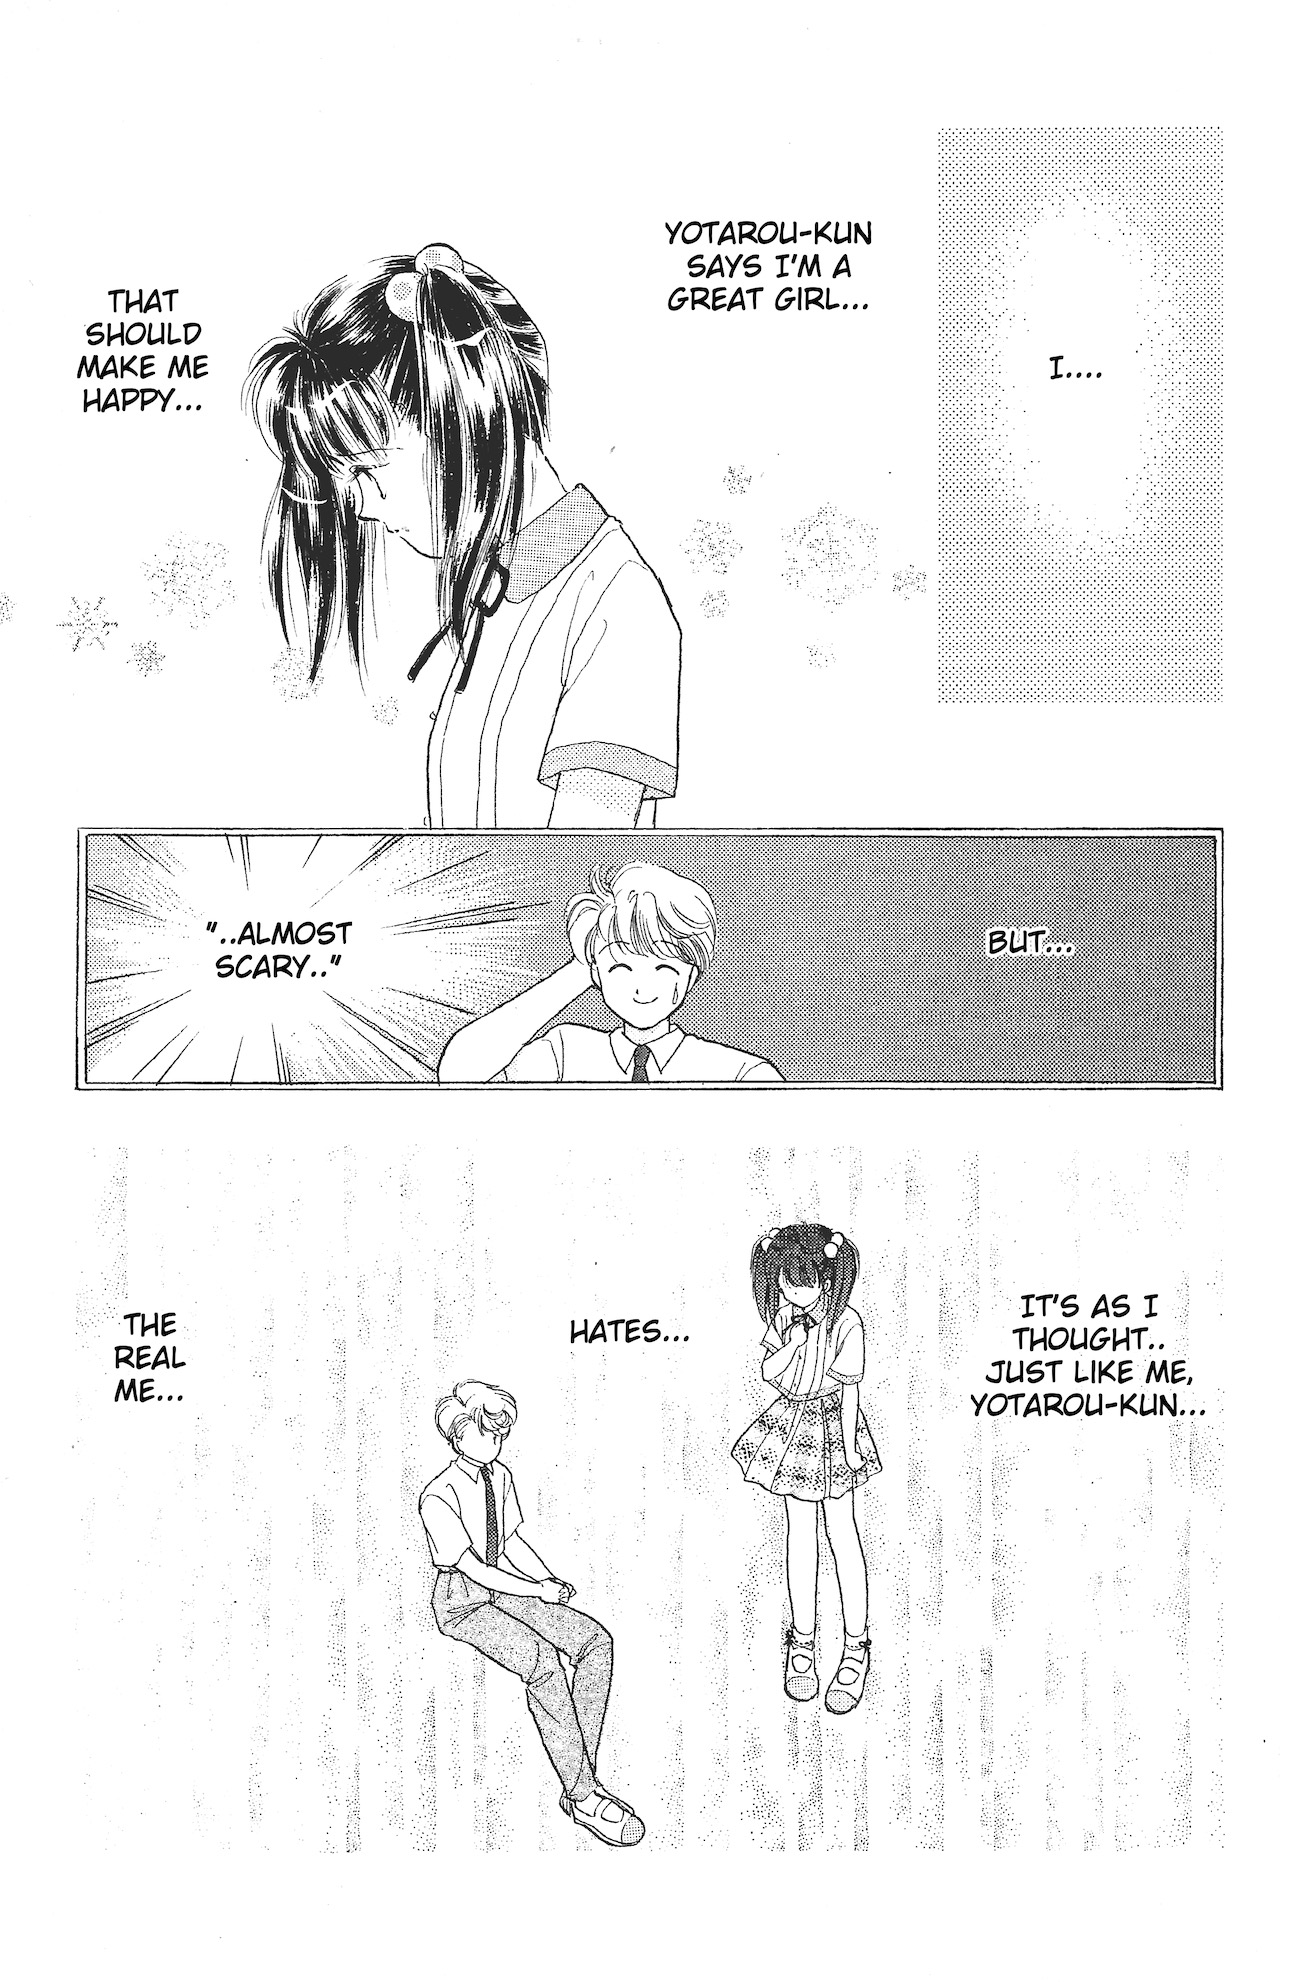 I....
YOTAROU-KUN
SAYS I'M A
GREAT GIRL...
THAT
SHOULD
MAKE ME
HAPPY...
BUT...
"..ALMOST
SCARY.."
IT'S AS I
THOUGHT..
JUST LIKE ME,
YOTAROU-KUN...
HATES...
THE
REAL
ME...